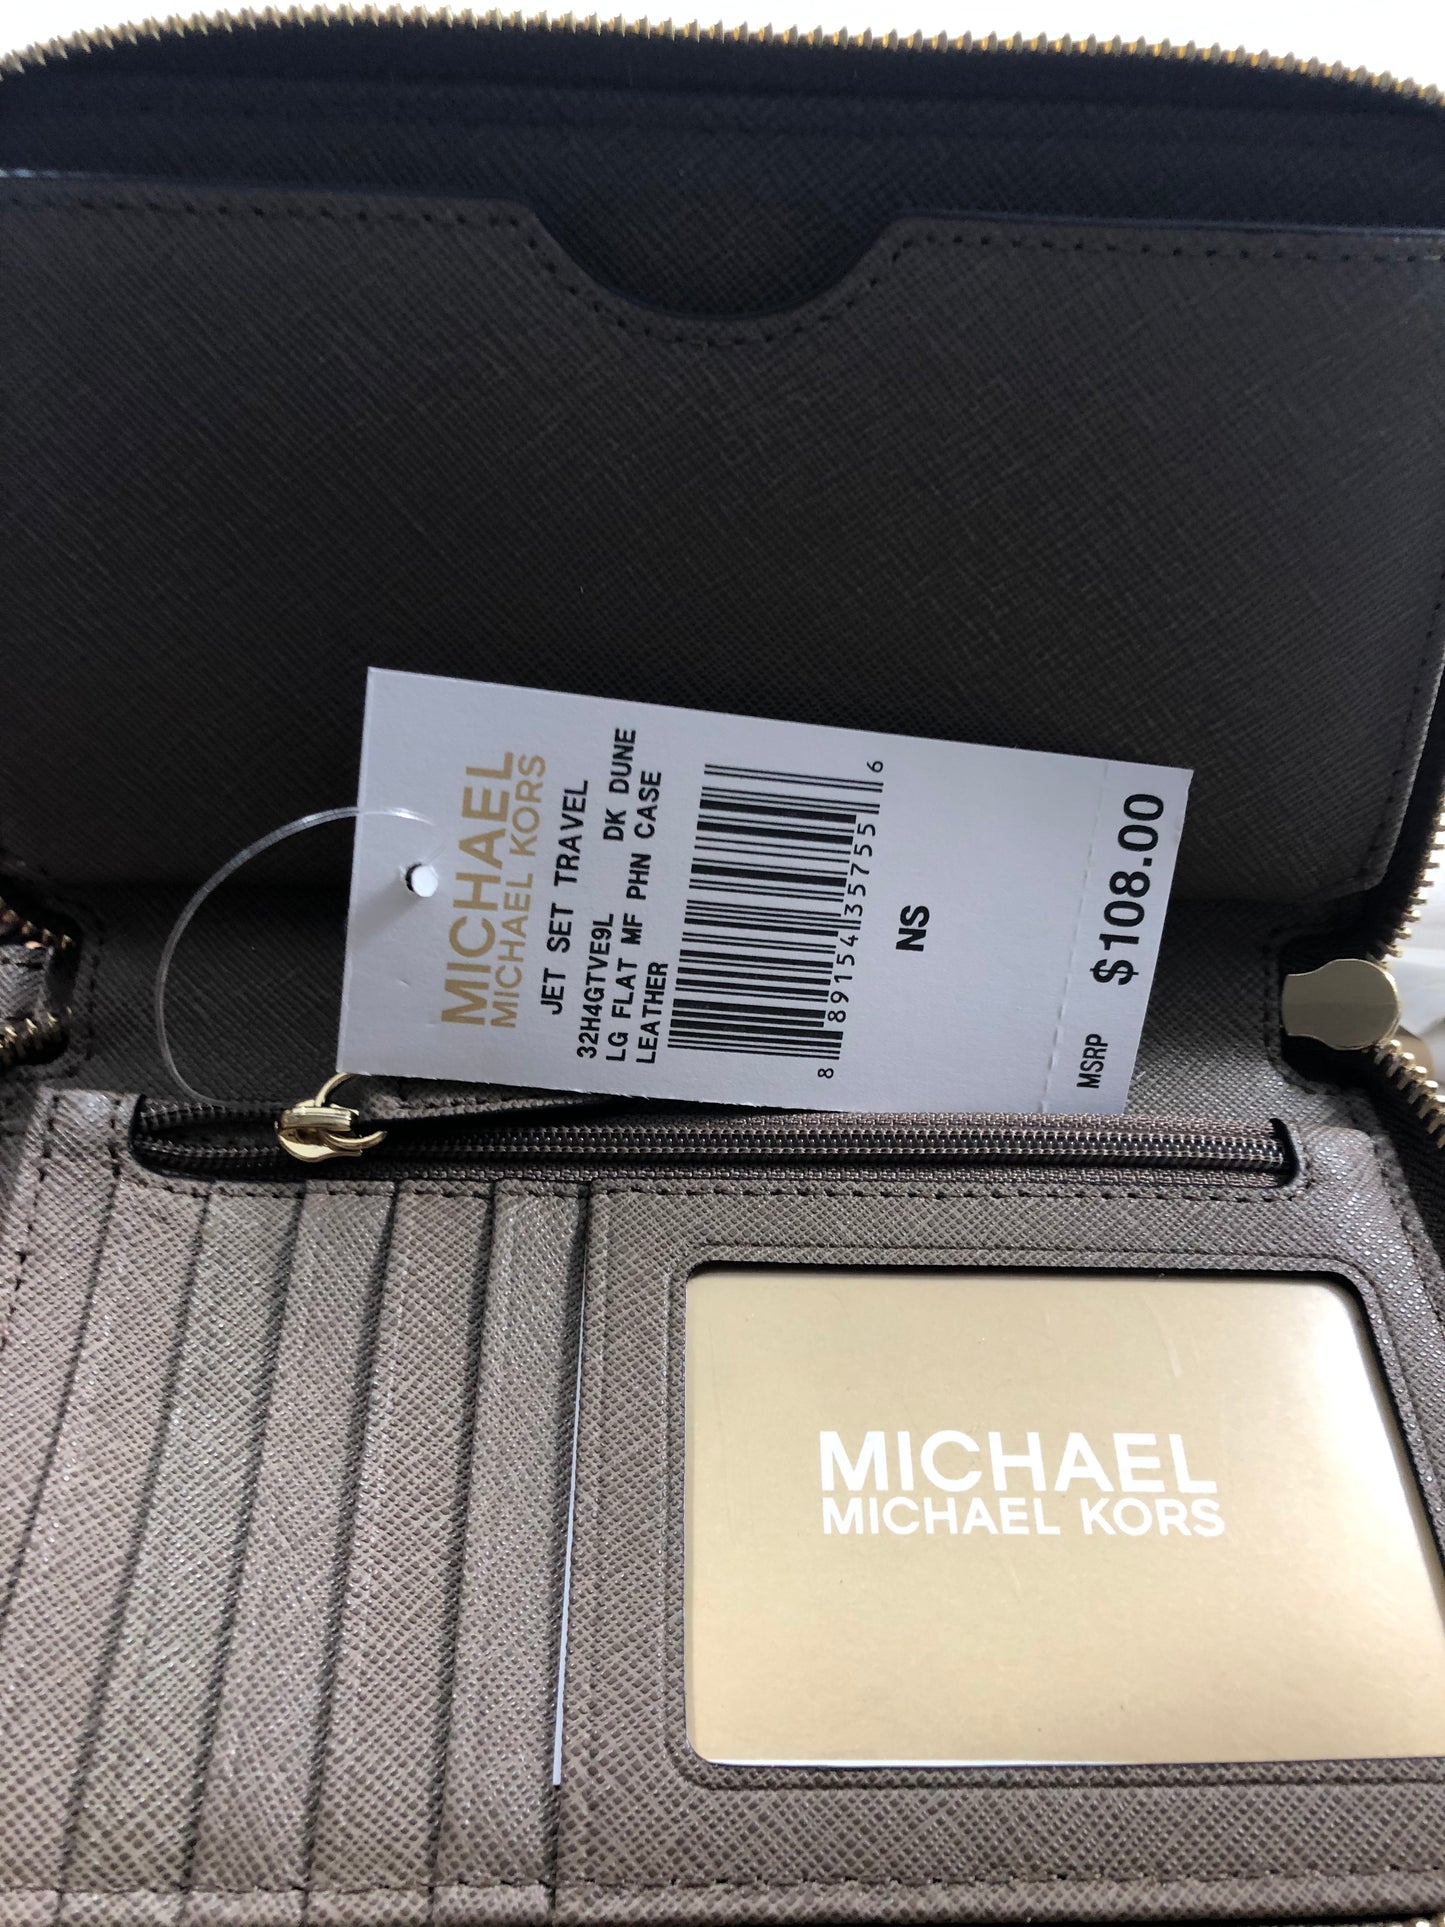 MICHAEL
MICHAEL KORS
JET SET TRAVEL
32H4GTVE9L DK DUNE
LG FLAT MF PHN CASE
LEATHER
8 89154 35755 6
NS
MSRP $108.00
MICHAEL
MICHAEL KORS